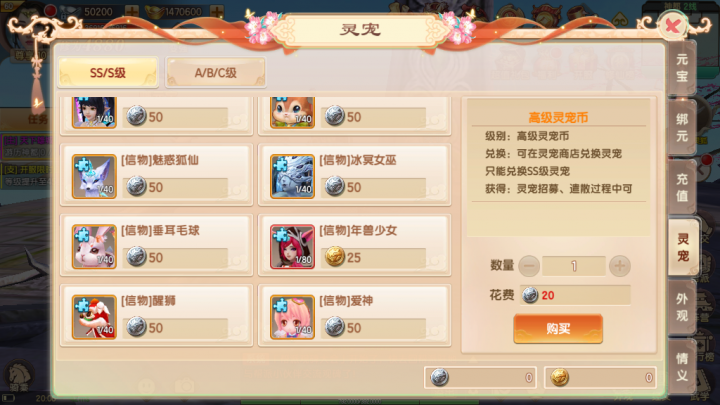 50200
1470600
灵宠
SS/S级
A/B/C级
元宝
绑元
充值
灵宠
外观
情义
1/40
50
1/40
50
[信物]魅惑狐仙
1/40
50
[信物]冰冥女巫
1/40
50
[信物]垂耳毛球
1/40
50
[信物]年兽少女
1/80
25
[信物]醒狮
1/40
50
[信物]爱神
1/40
50
高级灵宠币
级别：高级灵宠币
兑换：可在灵宠商店兑换灵宠
只能兑换SS级灵宠
获得：灵宠招募、遣散过程中可
数量
1
花费
20
购买
0
0